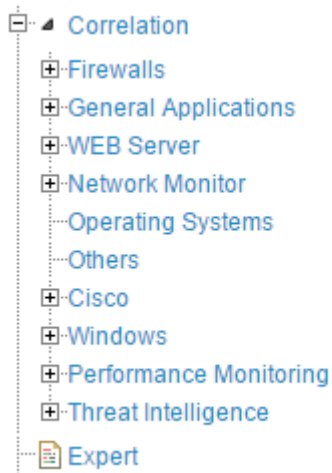 Correlation
Firewalls
General Applications
WEB Server
Network Monitor
Operating Systems
Others
Cisco
Windows
Performance Monitoring
Threat Intelligence
Expert